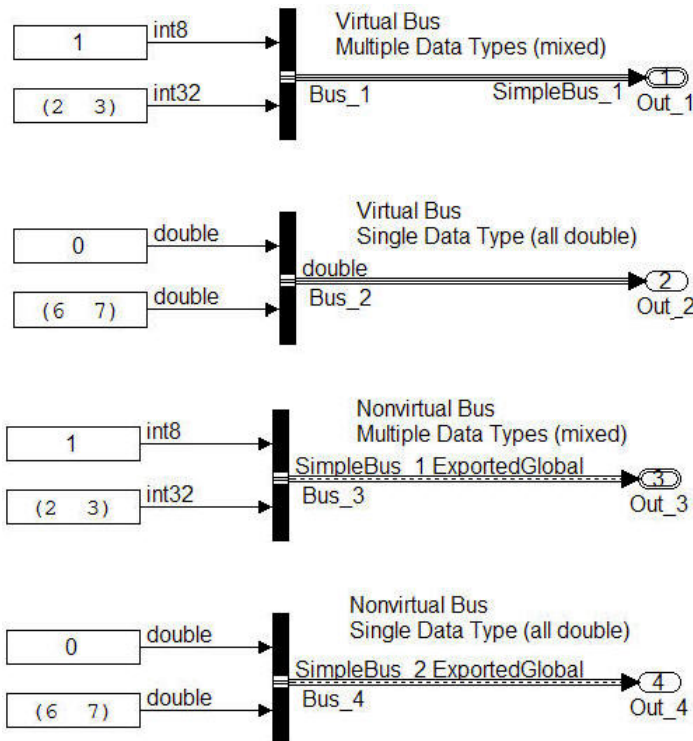 Virtual Bus
Multiple Data Types (mixed)
1
int8
(2 3)
int32
Bus_1
SimpleBus_1
1
Out_1
Virtual Bus
Single Data Type (all double)
0
double
(6 7)
double
double
Bus_2
2
Out_2
Nonvirtual Bus
Multiple Data Types (mixed)
1
int8
(2 3)
int32
SimpleBus_1 ExportedGlobal
Bus_3
3
Out_3
Nonvirtual Bus
Single Data Type (all double)
0
double
(6 7)
double
SimpleBus_2 ExportedGlobal
Bus_4
4
Out_4